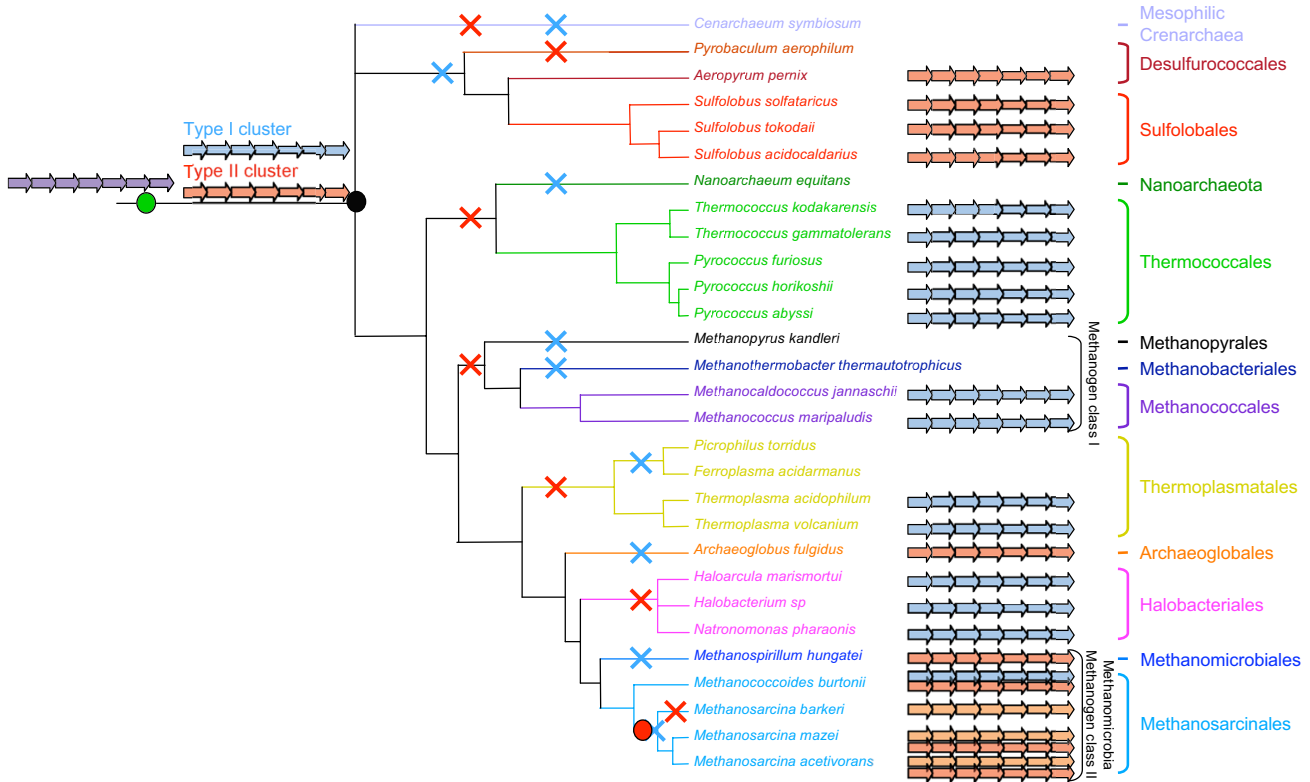 Cenarchaeum symbiosum
Mesophilic
Crenarchaea
Pyrobaculum aerophilum
Desulfurococcales
Aeropyrum pernix
Sulfolobus solfataricus
Sulfolobus tokodaii
Sulfolobales
Sulfolobus acidocaldarius
Type I cluster
Type II cluster
Nanoarchaeum equitans
Nanoarchaeota
Thermococcus kodakarensis
Thermococcus gammatolerans
Pyrococcus furiosus
Thermococcales
Pyrococcus horikoshii
Pyrococcus abyssi
Methanopyrus kandleri
Methanopyrales
Methanothermobacter thermautotrophicus
Methanobacteriales
Methanocaldococcus jannaschii
Methanococcales
Methanococcus maripaludis
Methanogen class I
Picrophilus torridus
Ferroplasma acidarmanus
Thermoplasmatales
Thermoplasma acidophilum
Thermoplasma volcanium
Archaeoglobus fulgidus
Archaeoglobales
Haloarcula marismortui
Halobacterium sp
Halobacteriales
Natronomonas pharaonis
Methanospirillum hungatei
Methanomicrobiales
Methanococcoides burtonii
Methanosarcina barkeri
Methanosarcinales
Methanosarcina mazei
Methanosarcina acetivorans
Methanomicrobia
Methanogen class II